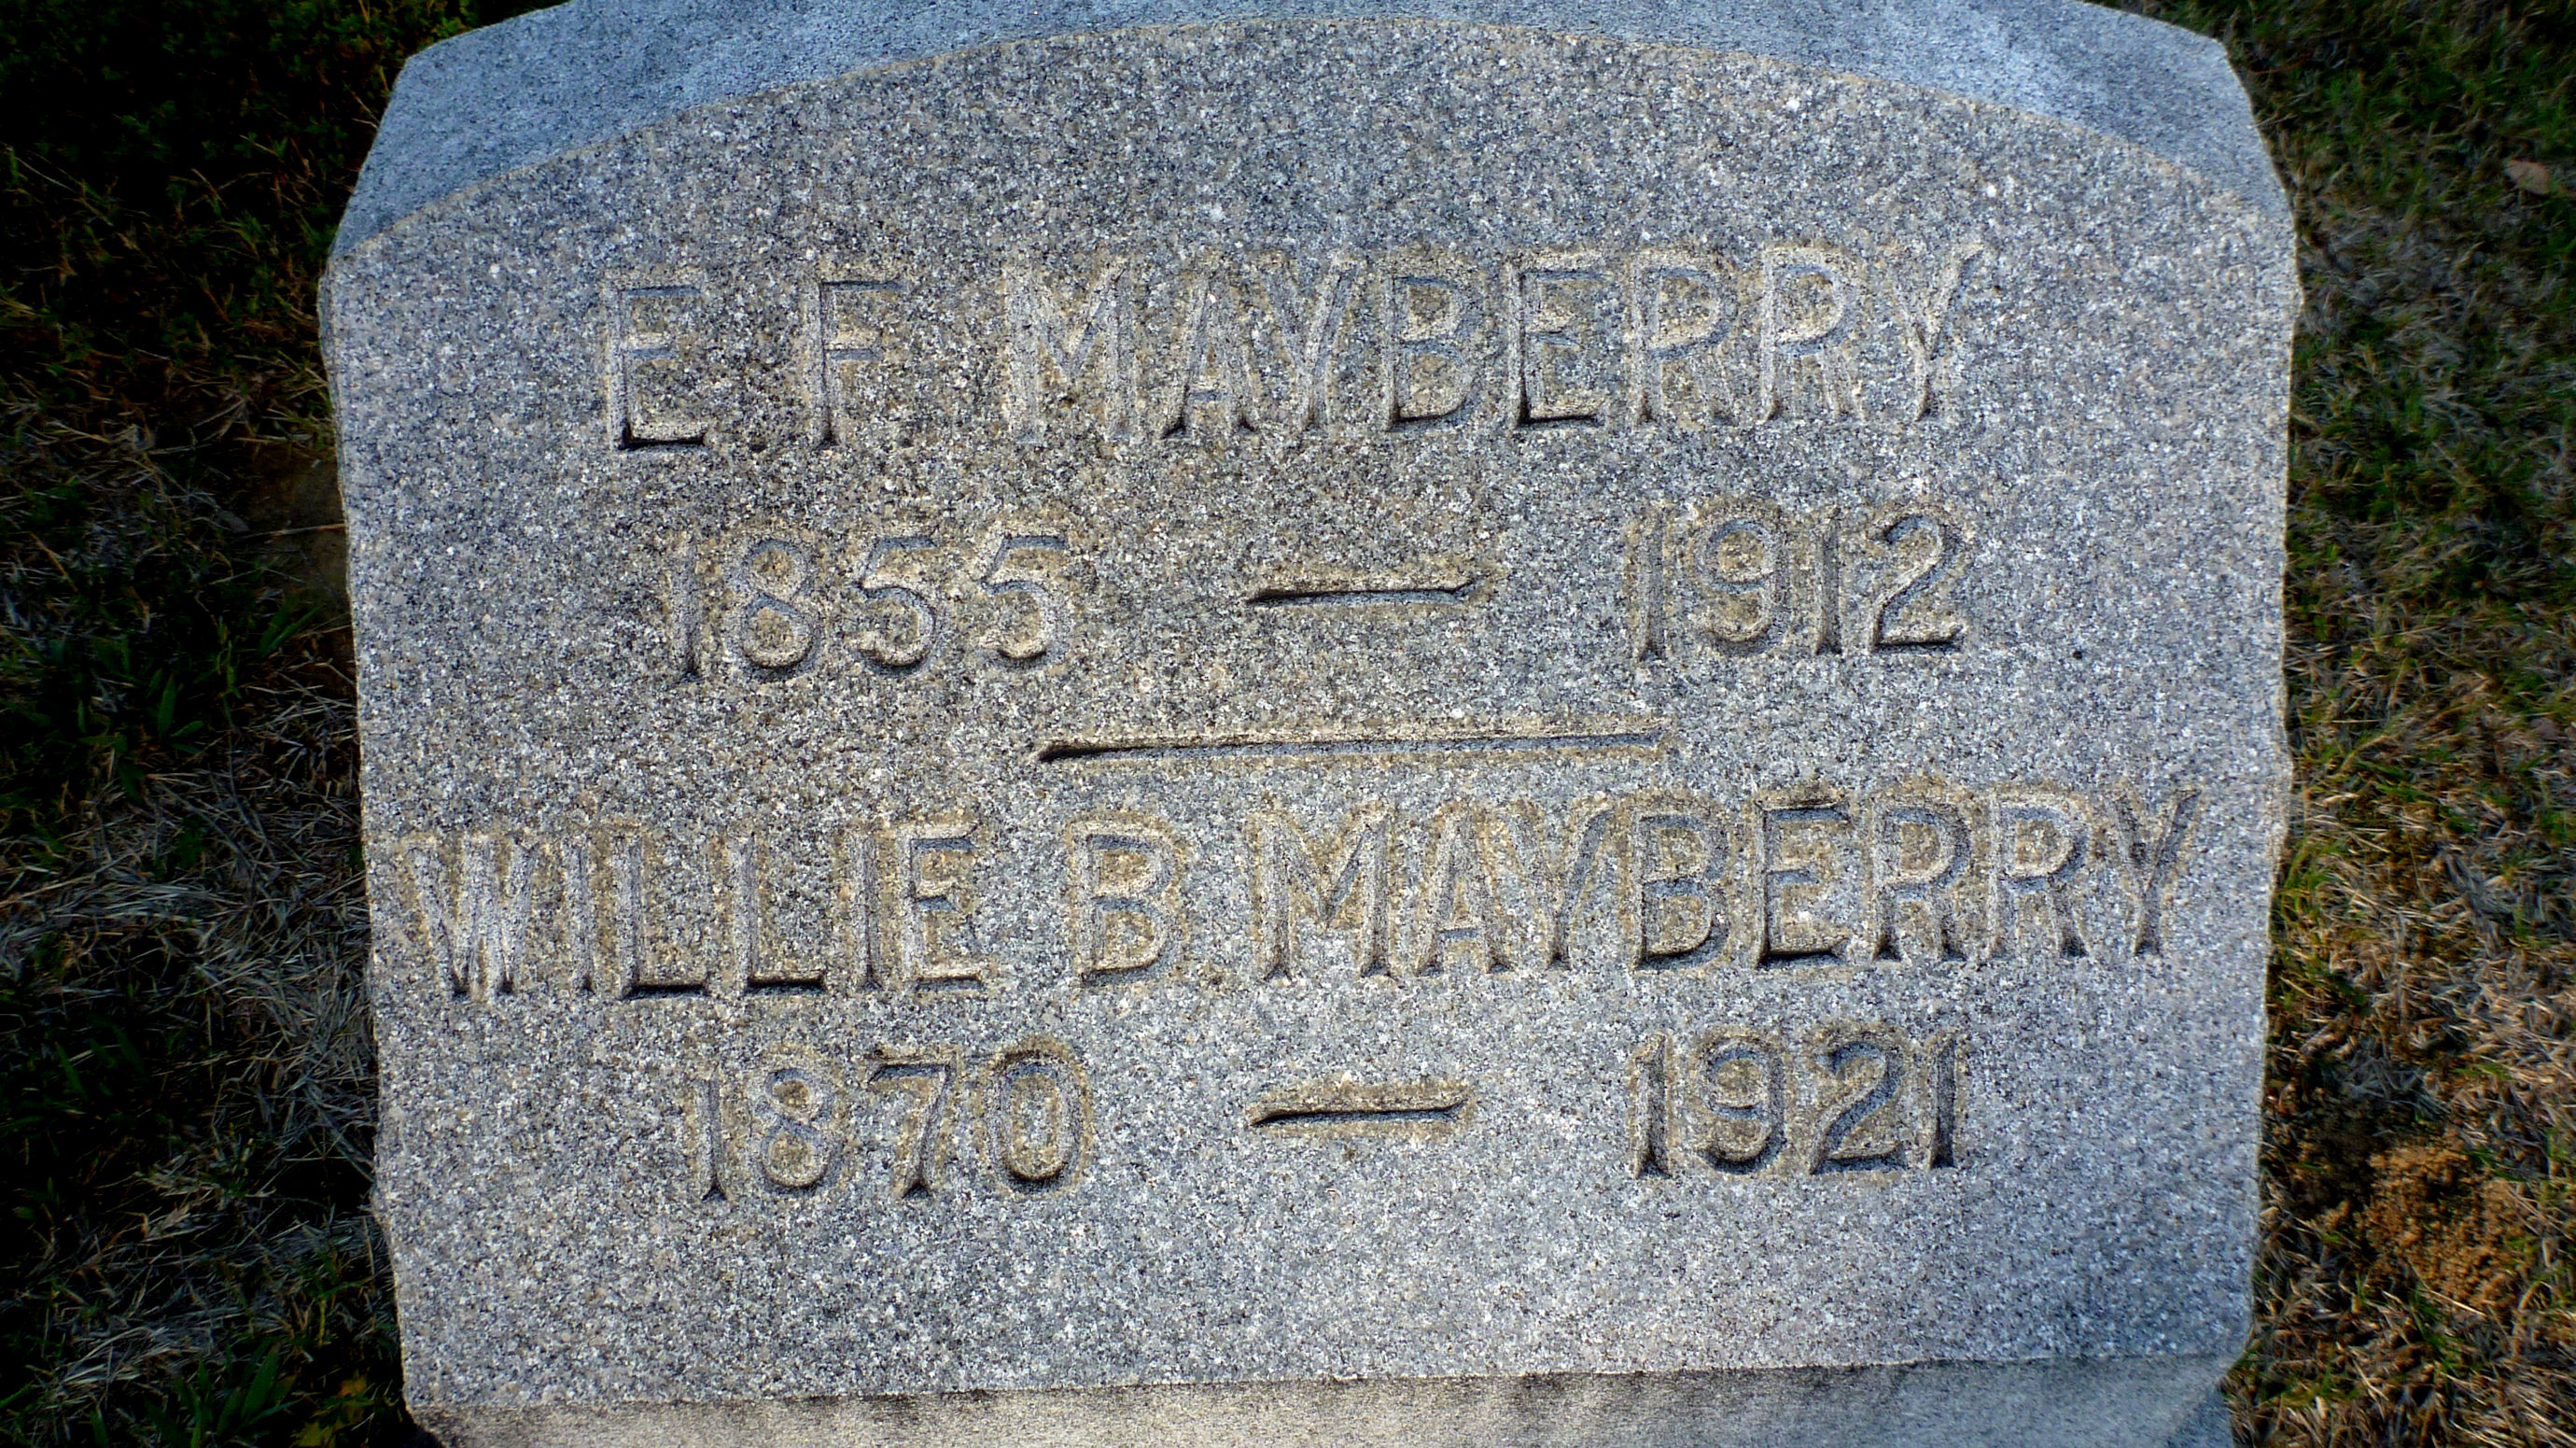 E. F. MAYBERRY
1855 — 1912
WILLIE B. MAYBERRY
1870 — 1921